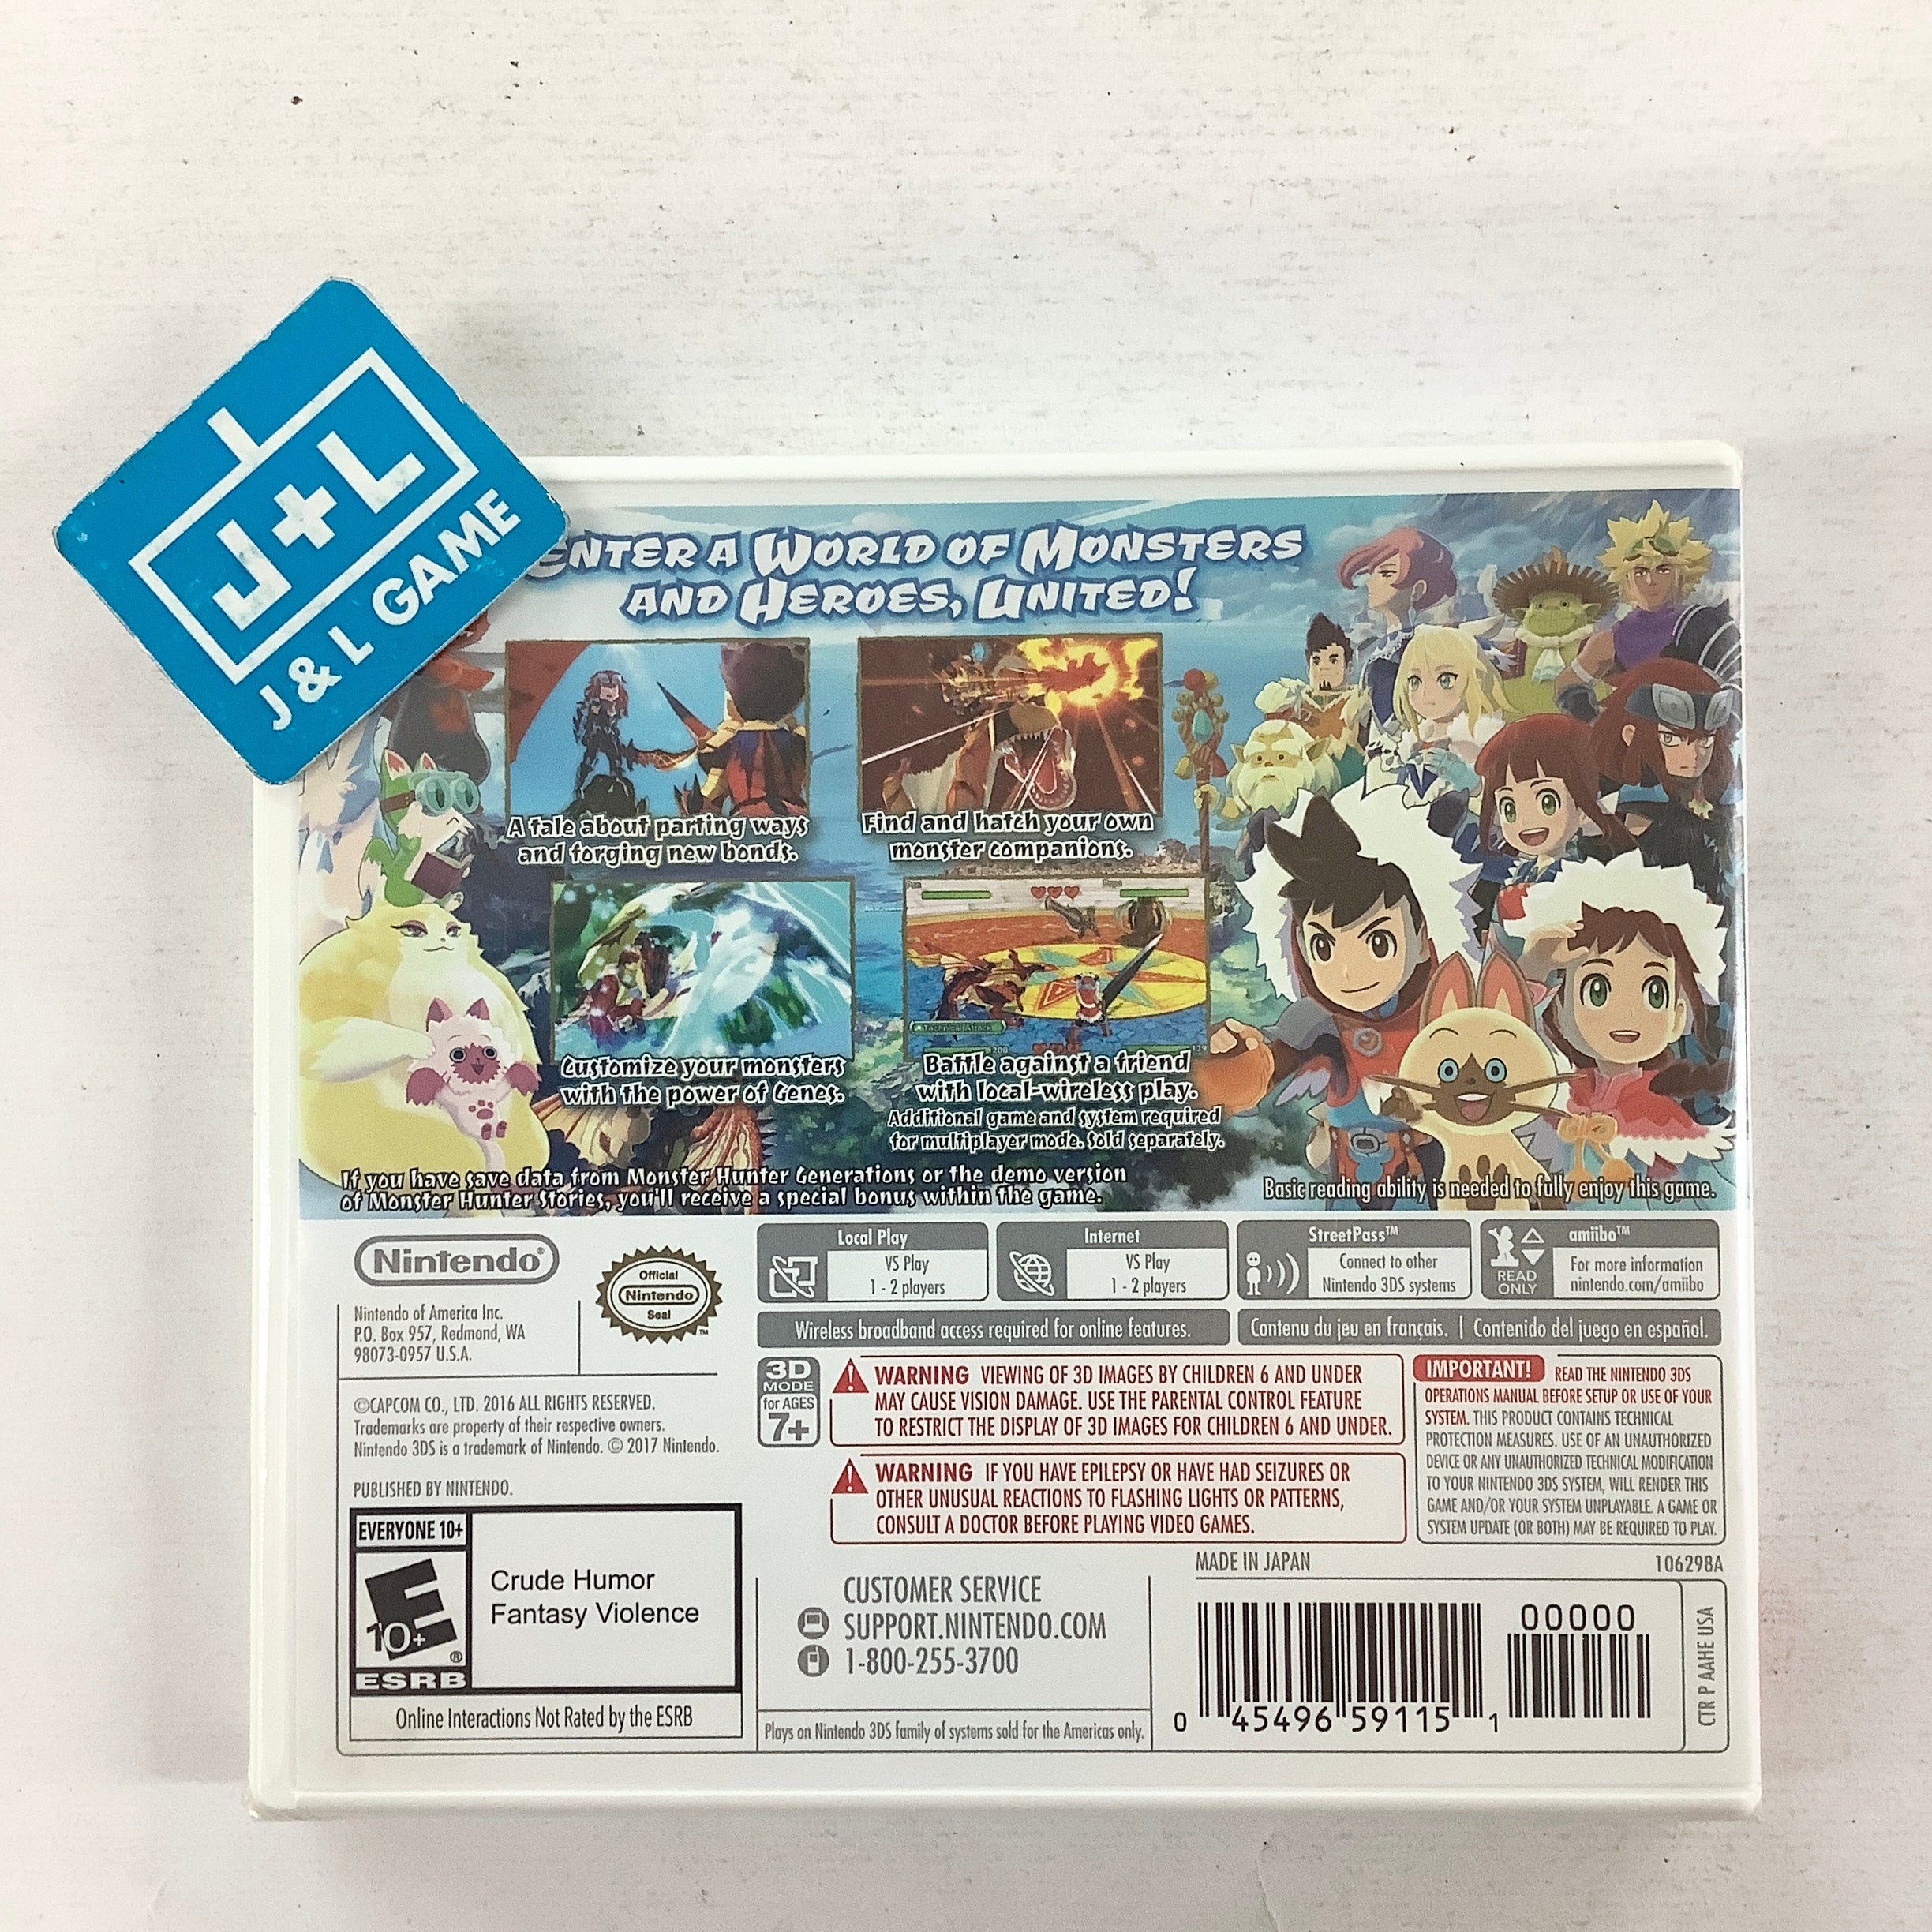 J+L
J & L GAME
ENTER A WORLD OF MONSTERS
AND HEROES, UNITED!
A tale about parting ways
and forging new bonds.
Find and hatch your own
monster companions.
Customize your monsters
with the power of Genes.
Technical Attack
Battle against a friend
with local-wireless play.
Additional game and system required
for multiplayer mode. Sold separately.
If you have save data from Monster Hunter Generations or the demo version
of Monster Hunter Stories, you'll receive a special bonus within the game.
Basic reading ability is needed to fully enjoy this game.
Nintendo®
Official
Nintendo
Seal
TM
Nintendo of America Inc.
P.O. Box 957, Redmond, WA
98073-0957 U.S.A.
Local Play
VS Play
1 - 2 players
Internet
VS Play
1 - 2 players
StreetPass™
Connect to other
Nintendo 3DS systems
READ
ONLY
amiibo™
For more information
nintendo.com/amiibo
Wireless broadband access required for online features.
Contenu du jeu en français. | Contenido del juego en español.
©CAPCOM CO., LTD. 2016 ALL RIGHTS RESERVED.
Trademarks are property of their respective owners.
Nintendo 3DS is a trademark of Nintendo. © 2017 Nintendo.
PUBLISHED BY NINTENDO.
3D
MODE
for AGES
7+
WARNING VIEWING OF 3D IMAGES BY CHILDREN 6 AND UNDER
MAY CAUSE VISION DAMAGE. USE THE PARENTAL CONTROL FEATURE
TO RESTRICT THE DISPLAY OF 3D IMAGES FOR CHILDREN 6 AND UNDER.
WARNING IF YOU HAVE EPILEPSY OR HAVE HAD SEIZURES OR
OTHER UNUSUAL REACTIONS TO FLASHING LIGHTS OR PATTERNS,
CONSULT A DOCTOR BEFORE PLAYING VIDEO GAMES.
IMPORTANT! READ THE NINTENDO 3DS
OPERATIONS MANUAL BEFORE SETUP OR USE OF YOUR
SYSTEM. THIS PRODUCT CONTAINS TECHNICAL
PROTECTION MEASURES. USE OF AN UNAUTHORIZED
DEVICE OR ANY UNAUTHORIZED TECHNICAL MODIFICATION
TO YOUR NINTENDO 3DS SYSTEM, WILL RENDER THIS
GAME AND/OR YOUR SYSTEM UNPLAYABLE. A GAME OR
SYSTEM UPDATE (OR BOTH) MAY BE REQUIRED TO PLAY.
EVERYONE 10+
E
10+
®
ESRB
Crude Humor
Fantasy Violence
Online Interactions Not Rated by the ESRB
CUSTOMER SERVICE
SUPPORT.NINTENDO.COM
1-800-255-3700
Plays on Nintendo 3DS family of systems sold for the Americas only.
MADE IN JAPAN
106298A
00000
0 45496 59115 1
CTR P AAHE USA